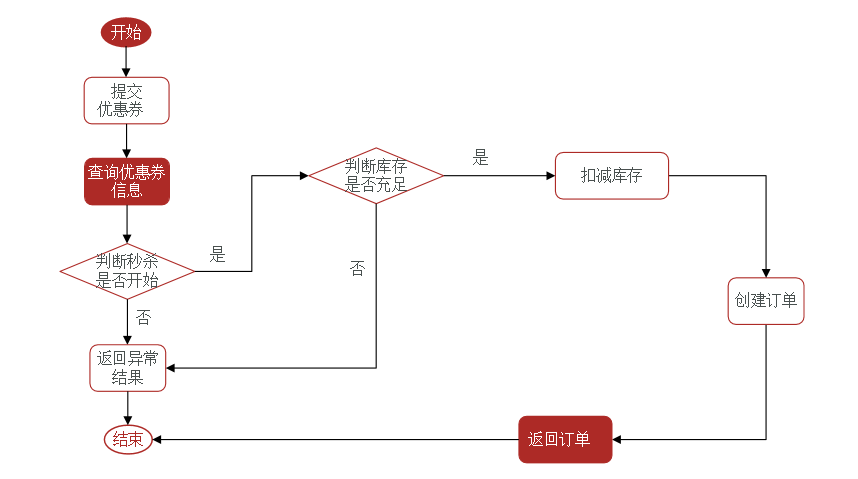 开始
提交
优惠券
查询优惠券
信息
判断秒杀
是否开始
是
否
返回异常
结果
结束
判断库存
是否充足
是
否
扣减库存
创建订单
返回订单